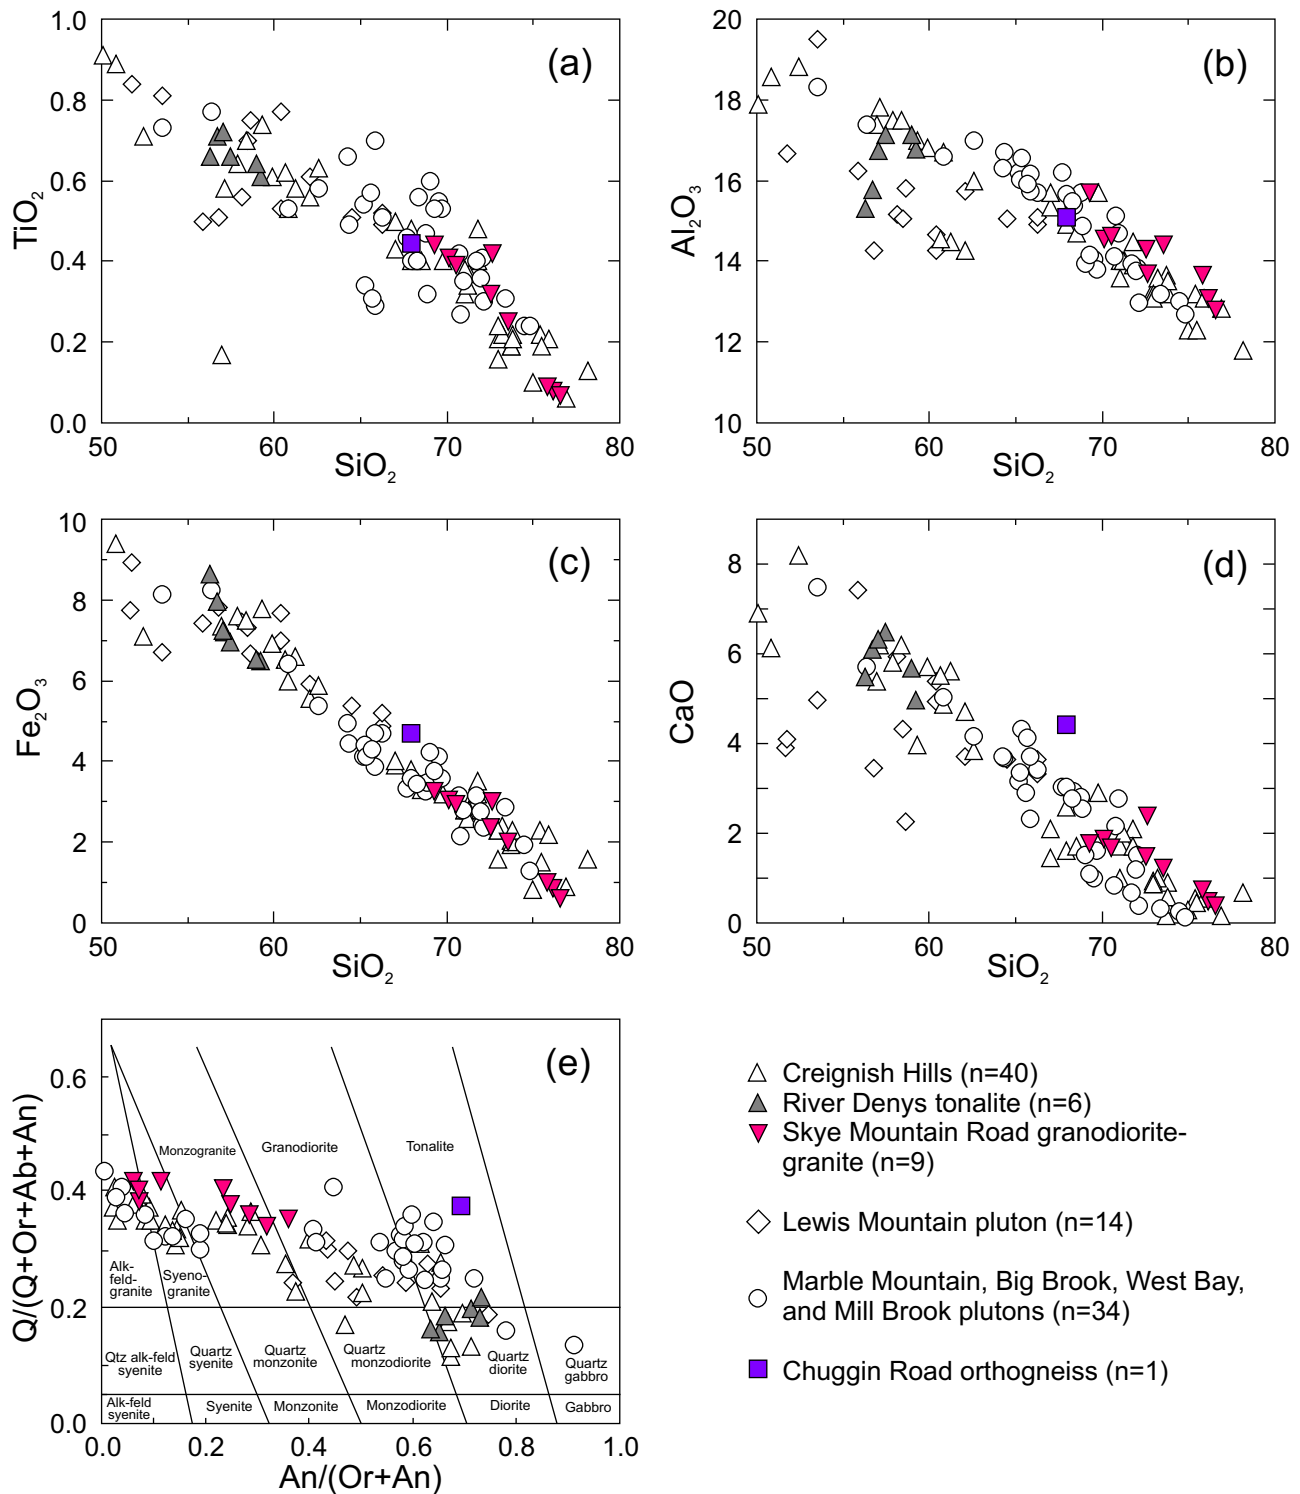 (a)
1.0
0.8
0.6
0.4
0.2
0.0
TiO2
50 60 70 80
SiO2
(b)
20
18
16
14
12
10
Al2O3
50 60 70 80
SiO2
(c)
10
8
6
4
2
0
Fe2O3
50 60 70 80
SiO2
(d)
8
6
4
2
0
CaO
50 60 70 80
SiO2
(e)
0.6
0.4
0.2
0.0
Q/(Q+Or+Ab+An)
Monzogranite
Granodiorite
Tonalite
Alk-
feld-
granite
Syeno-
granite
Qtz alk-feld
syenite
Quartz
syenite
Quartz
monzonite
Quartz
monzodiorite
Quartz
diorite
Quartz
gabbro
Alk-feld
syenite
Syenite
Monzonite
Monzodiorite
Diorite
Gabbro
0.0 0.2 0.4 0.6 0.8 1.0
An/(Or+An)
Creignish Hills (n=40)
River Denys tonalite (n=6)
Skye Mountain Road granodiorite-
granite (n=9)
Lewis Mountain pluton (n=14)
Marble Mountain, Big Brook, West Bay,
and Mill Brook plutons (n=34)
Chuggin Road orthogneiss (n=1)